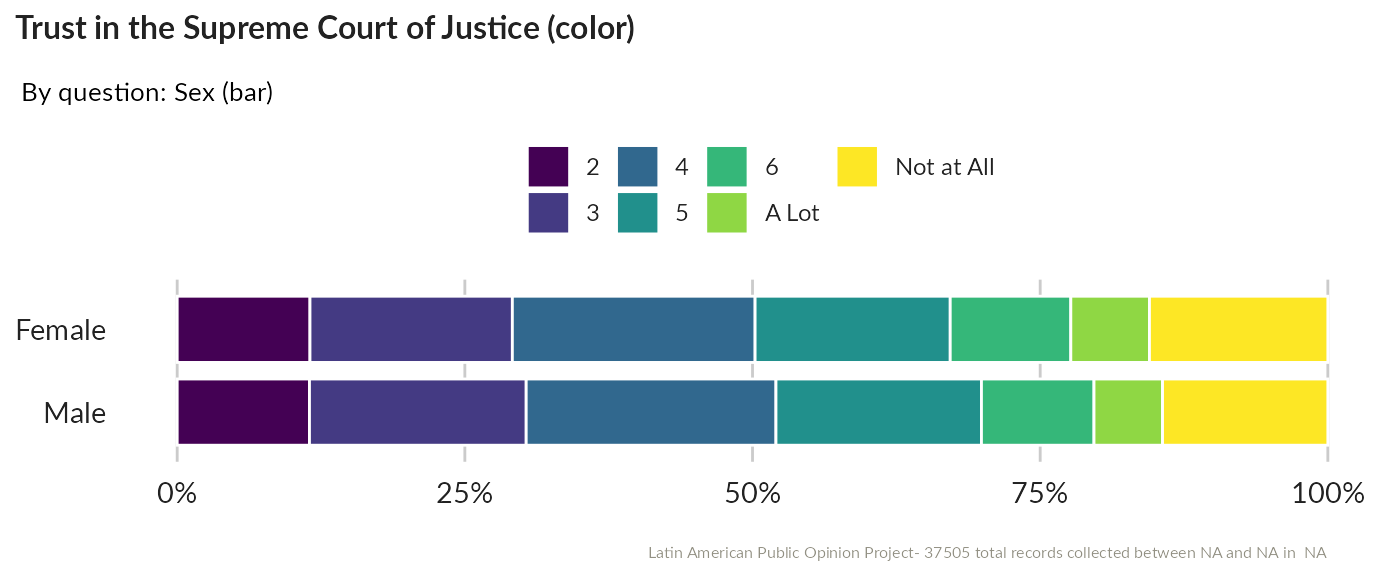 Trust in the Supreme Court of Justice (color)
By question: Sex (bar)
2 4 6 Not at All
3 5 A Lot
Female
Male
0% 25% 50% 75% 100%
Latin American Public Opinion Project- 37505 total records collected between NA and NA in  NA